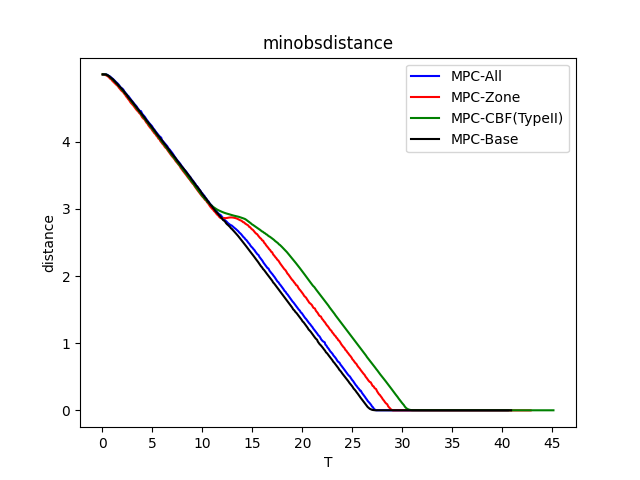 minobsdistance
MPC-All
MPC-Zone
MPC-CBF(TypeII)
MPC-Base
distance
4
3
2
1
0
0 5 10 15 20 25 30 35 40 45
T